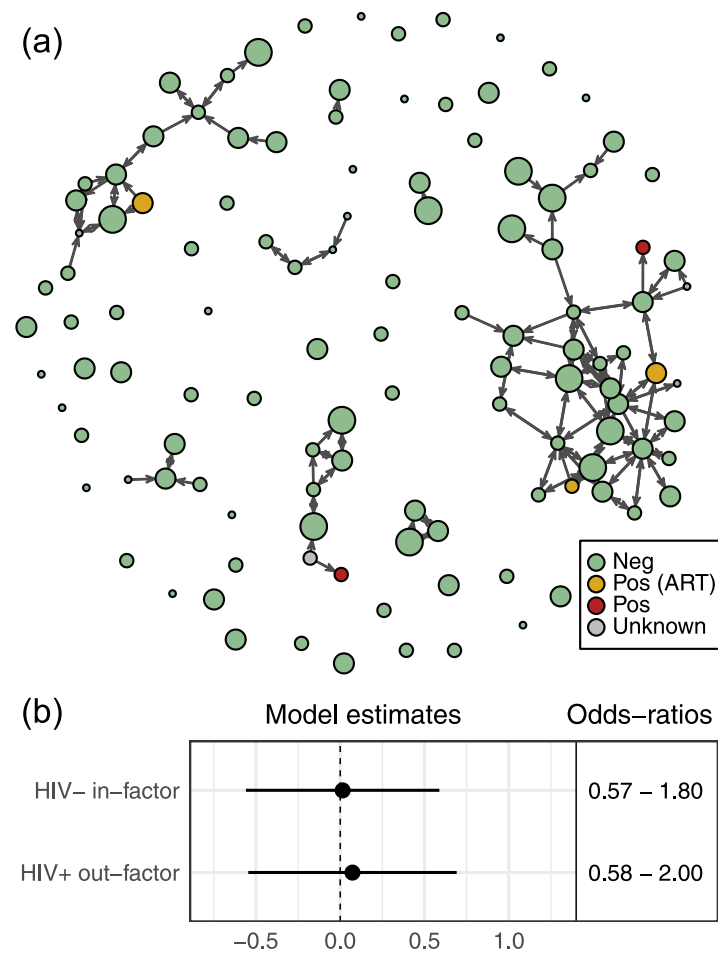 (a)
Neg
Pos (ART)
Pos
Unknown
(b)
Model estimates
Odds−ratios
HIV− in−factor
0.57 − 1.80
HIV+ out−factor
0.58 − 2.00
−0.5 0.0 0.5 1.0